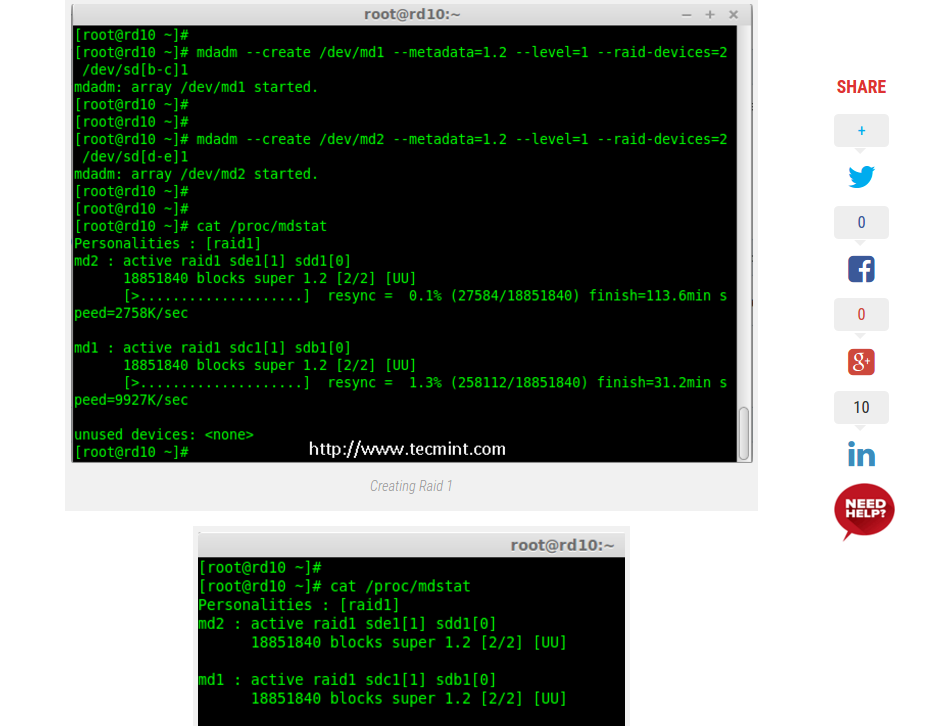 root@rd10:~
[root@rd10 ~]#
[root@rd10 ~]# mdadm --create /dev/md1 --metadata=1.2 --level=1 --raid-devices=2
/dev/sd[b-c]1
mdadm: array /dev/md1 started.
[root@rd10 ~]#
[root@rd10 ~]#
[root@rd10 ~]# mdadm --create /dev/md2 --metadata=1.2 --level=1 --raid-devices=2
/dev/sd[d-e]1
mdadm: array /dev/md2 started.
[root@rd10 ~]#
[root@rd10 ~]#
[root@rd10 ~]# cat /proc/mdstat
Personalities : [raid1]
md2 : active raid1 sde1[1] sdd1[0]
18851840 blocks super 1.2 [2/2] [UU]
[>....................]  resync =  0.1% (27584/18851840) finish=113.6min s
peed=2758K/sec
md1 : active raid1 sdc1[1] sdb1[0]
18851840 blocks super 1.2 [2/2] [UU]
[>....................]  resync =  1.3% (258112/18851840) finish=31.2min s
peed=9927K/sec
unused devices: <none>
[root@rd10 ~]#
http://www.tecmint.com
Creating Raid 1
root@rd10:~
[root@rd10 ~]#
[root@rd10 ~]# cat /proc/mdstat
Personalities : [raid1]
md2 : active raid1 sde1[1] sdd1[0]
18851840 blocks super 1.2 [2/2] [UU]
md1 : active raid1 sdc1[1] sdb1[0]
18851840 blocks super 1.2 [2/2] [UU]
SHARE
+
0
f
0
g+
10
in
NEED
HELP?